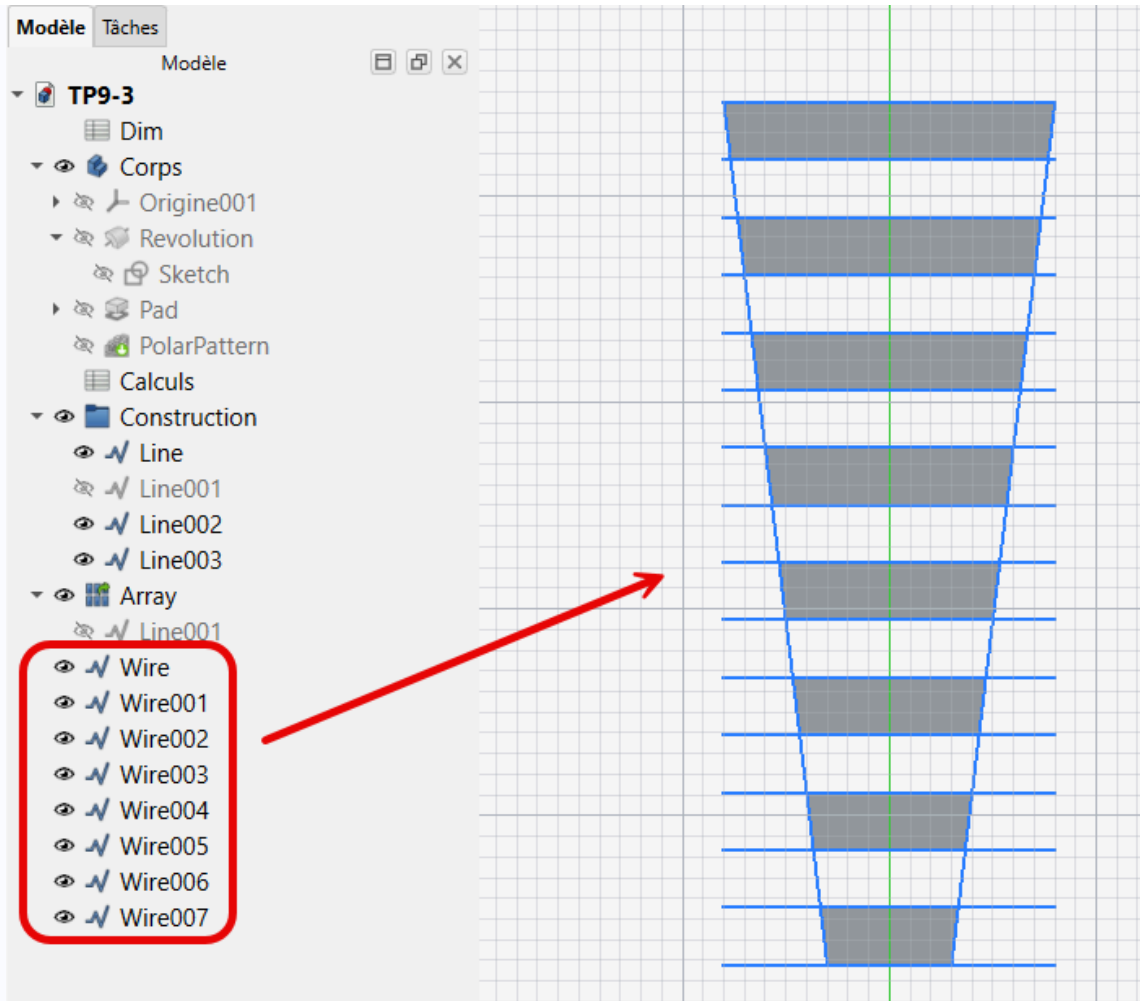 Modèle Tâches
Modèle
TP9-3
Dim
Corps
Origine001
Revolution
Sketch
Pad
PolarPattern
Calculs
Construction
Line
Line001
Line002
Line003
Array
Line001
Wire
Wire001
Wire002
Wire003
Wire004
Wire005
Wire006
Wire007